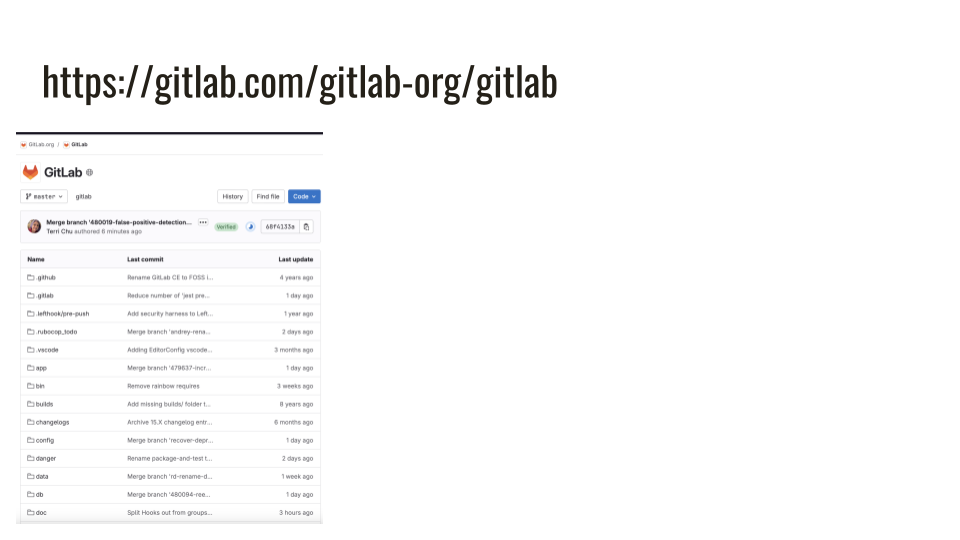 https://gitlab.com/gitlab-org/gitlab
GitLab.org / GitLab
GitLab
master gitlab History Find file Code
Merge branch '480019-false-positive-detection... ···
Terri Chu authored 6 minutes ago Verified 68f4133a
Name Last commit Last update
.github Rename GitLab CE to FOSS i... 4 years ago
.gitlab Reduce number of 'jest pre... 1 day ago
.lefthook/pre-push Add security harness to Left... 1 year ago
.rubocop_todo Merge branch 'andrey-rena... 2 days ago
.vscode Adding EditorConfig vscode... 3 months ago
app Merge branch '479637-incr... 1 day ago
bin Remove rainbow requires 3 weeks ago
builds Add missing builds/ folder t... 8 years ago
changelogs Archive 15.X changelog entr... 6 months ago
config Merge branch 'recover-depr... 1 day ago
danger Rename package-and-test t... 2 days ago
data Merge branch 'rd-rename-d... 1 week ago
db Merge branch '480094-ree... 1 day ago
doc Split Hooks out from groups... 3 hours ago